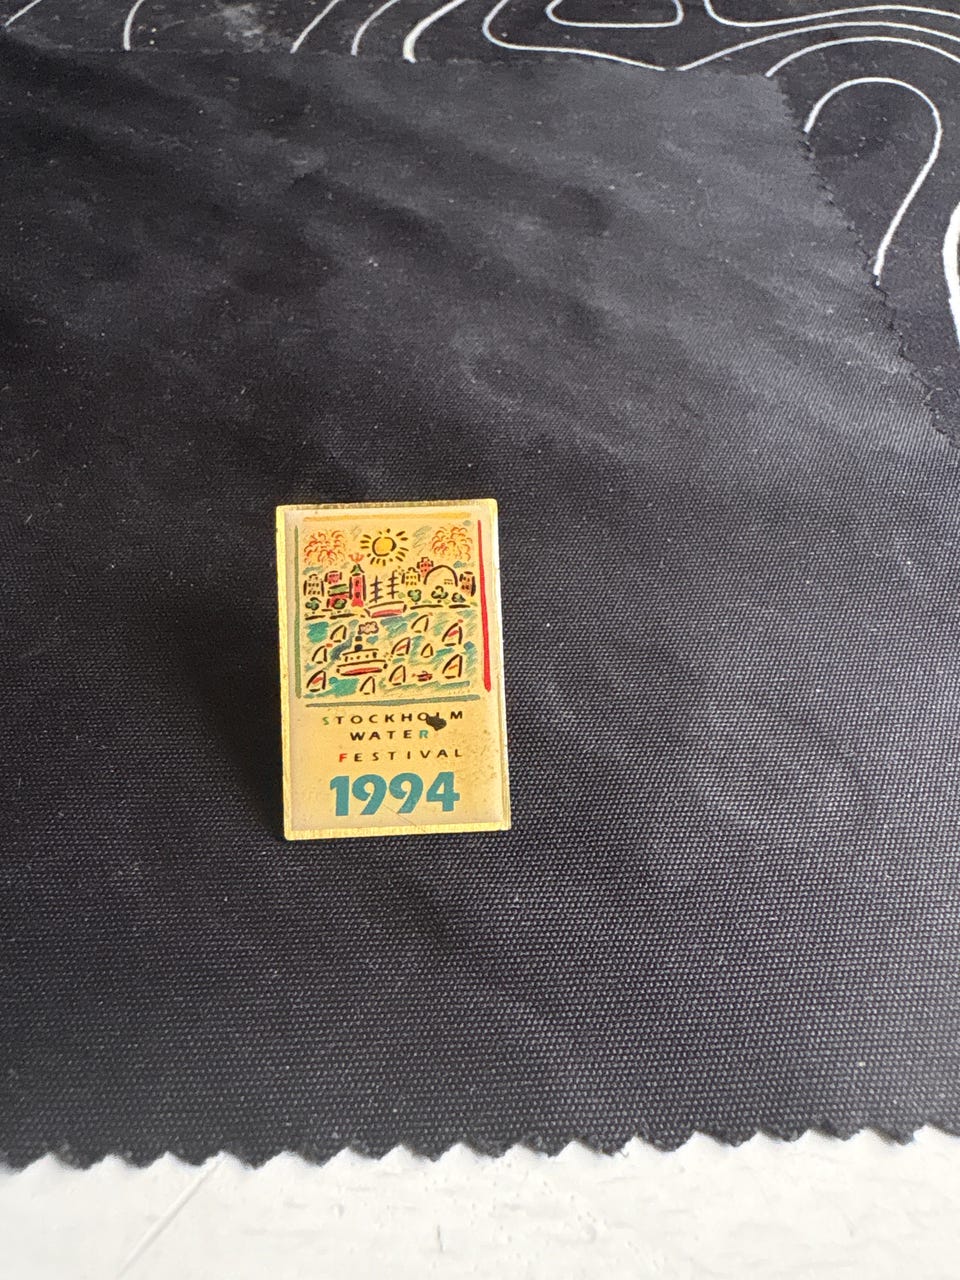 STOCKHOLM
WATER
FESTIVAL
1994